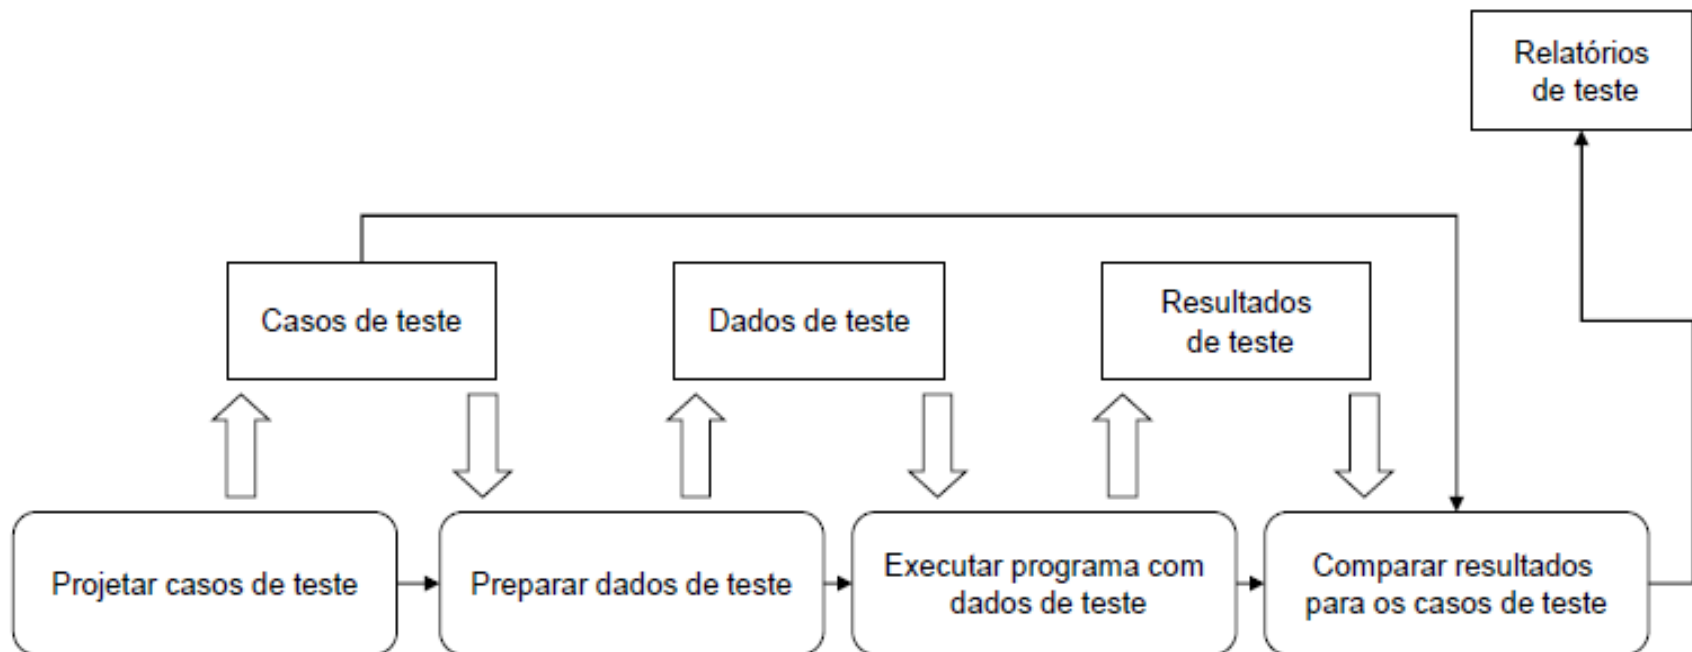 Relatórios
de teste
Casos de teste
Dados de teste
Resultados
de teste
Projetar casos de teste
Preparar dados de teste
Executar programa com
dados de teste
Comparar resultados
para os casos de teste